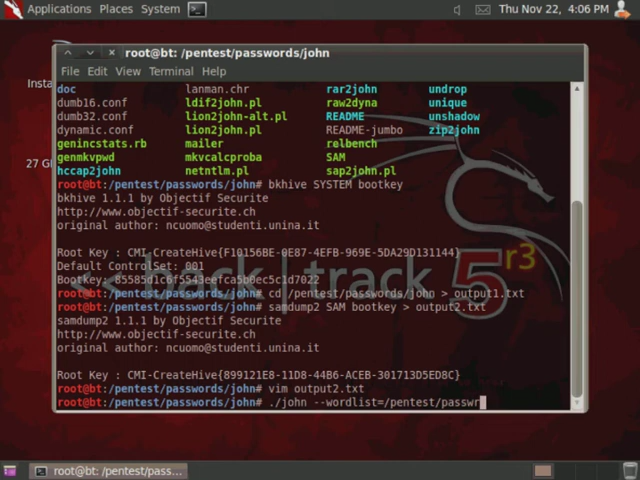 Applications Places System
Thu Nov 22, 4:06 PM
root@bt: /pentest/passwords/john
File Edit View Terminal Help
Insta
27 G
doc lanman.chr rar2john undrop
dumb16.conf ldif2john.pl raw2dyna unique
dumb32.conf lion2john-alt.pl README unshadow
dynamic.conf lion2john.pl README-jumbo zip2john
genincstats.rb mailer relbench
genmkvpwd mkvcalcproba SAM
hccap2john netntlm.pl sap2john.pl
root@bt:/pentest/passwords/john# bkhive SYSTEM bootkey
bkhive 1.1.1 by Objectif Securite
http://www.objectif-securite.ch
original author: ncuomo@studenti.unina.it
Root Key : CMI-CreateHive{F10156BE-0E87-4EFB-969E-5DA29D131144}
Default ControlSet: 001
Bootkey: 85585d1c6f5543eefca5b0ec5c1d7022
root@bt:/pentest/passwords/john# cd /pentest/passwords/john > output1.txt
root@bt:/pentest/passwords/john# samdump2 SAM bootkey > output2.txt
samdump2 1.1.1 by Objectif Securite
http://www.objectif-securite.ch
original author: ncuomo@studenti.unina.it
Root Key : CMI-CreateHive{899121E8-11D8-44B6-ACEB-301713D5ED8C}
root@bt:/pentest/passwords/john# vim output2.txt
root@bt:/pentest/passwords/john# ./john --wordlist=/pentest/passwr
<< back | track 5 r3
root@bt: /pentest/pass...